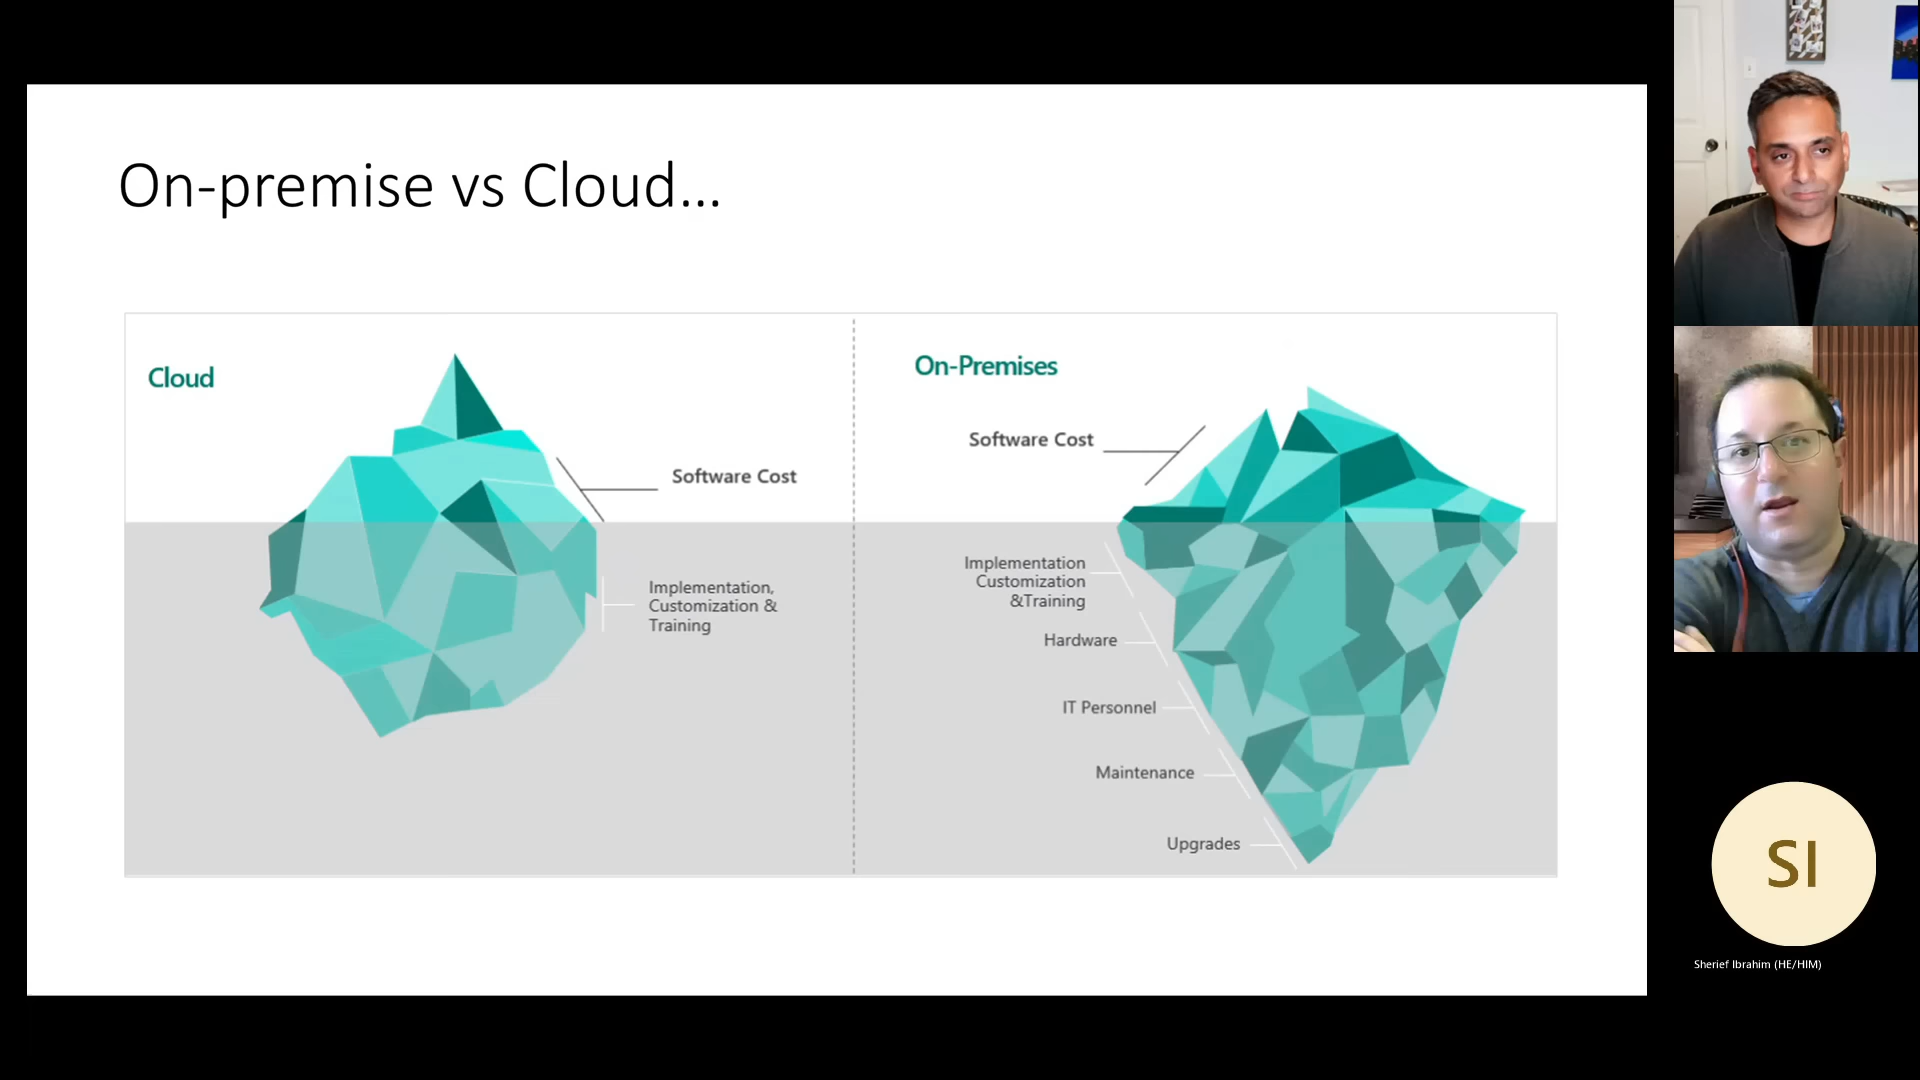 On-premise vs Cloud...
Cloud
Software Cost
Implementation,
Customization &
Training
On-Premises
Software Cost
Implementation
Customization
&Training
Hardware
IT Personnel
Maintenance
Upgrades
SI
Sherief Ibrahim (HE/HIM)